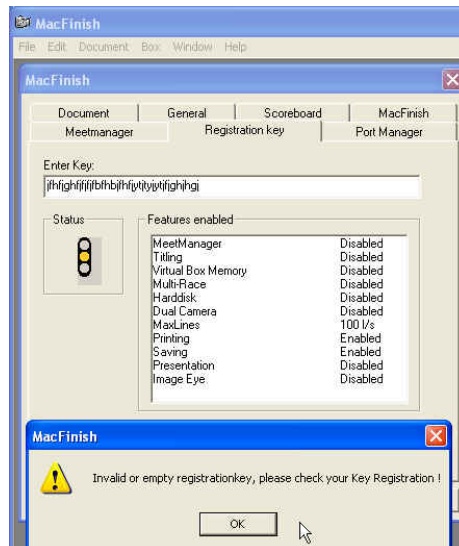 MacFinish
File Edit Document Box Window Help
MacFinish
Document General Scoreboard MacFinish
Meetmanager Registration key Port Manager
Enter Key:
jfhfjghfjfjfjfbfhbjfhfjytjtyjytjfjghjhgj
Status
Features enabled
MeetManager Disabled
Titling Disabled
Virtual Box Memory Disabled
Multi-Race Disabled
Harddisk Disabled
Dual Camera Disabled
MaxLines 100 l/s
Printing Enabled
Saving Enabled
Presentation Disabled
Image Eye Disabled
MacFinish
Invalid or empty registrationkey, please check your Key Registration !
OK